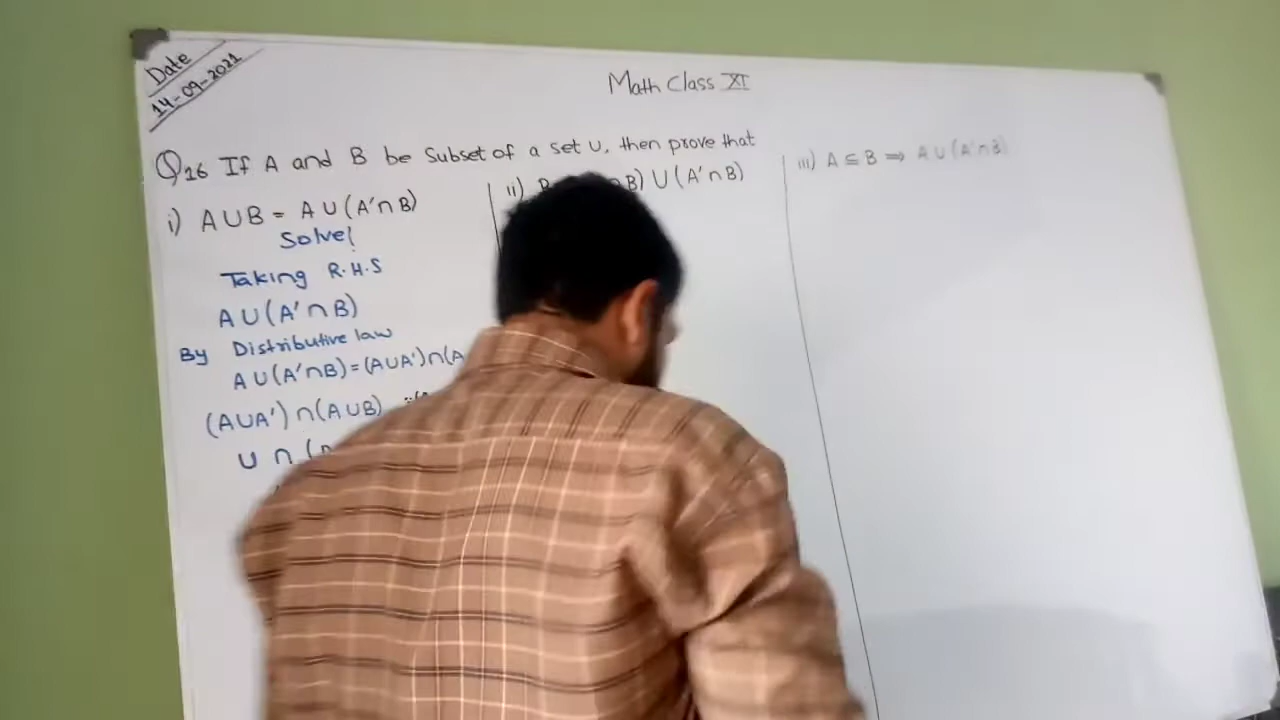 Date
14-09-2021
Math Class XI
Q16 If A and B be Subset of a set U, then prove that
i) A∪B = A∪(A'∩B)
Solve!
Taking R.H.S
A∪(A'∩B)
By Distributive law
A∪(A'∩B)=(A∪A')∩(A
(A∪A')∩(A∪B)
U ∩
ii) B) ∪ (A'∩B)
iii) A ⊆ B ⟹ A∪(A'∩B)